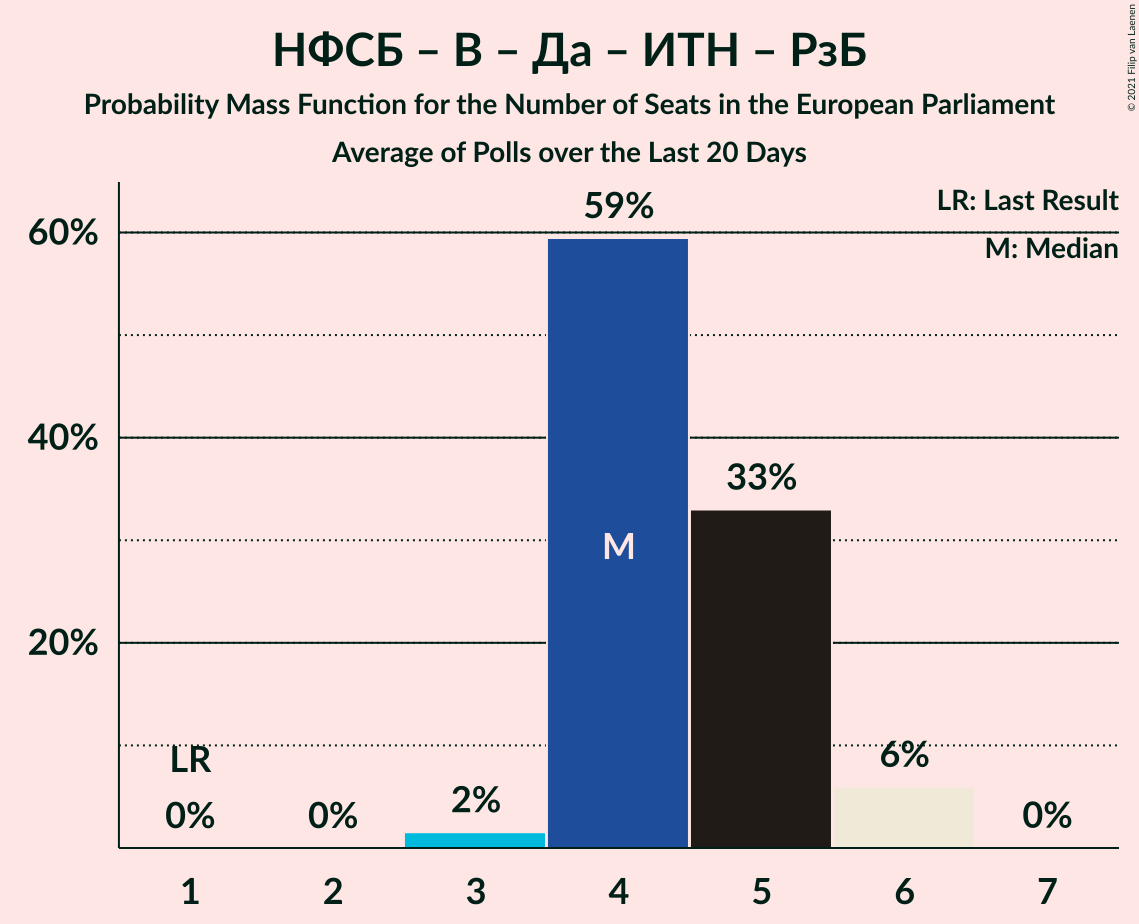 НФСБ – В – Да – ИТН – РзБ
Probability Mass Function for the Number of Seats in the European Parliament
Average of Polls over the Last 20 Days
© 2021 Filip van Laenen
LR: Last Result
M: Median
60%
40%
20%
59%
33%
M
LR
0%
0%
2%
6%
0%
1 2 3 4 5 6 7